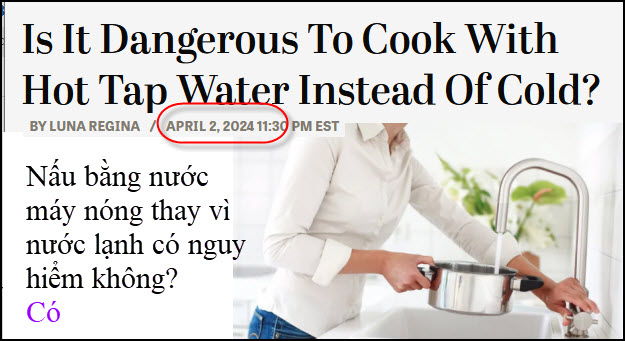 Is It Dangerous To Cook With
Hot Tap Water Instead Of Cold?
BY LUNA REGINA / APRIL 2, 2024 11:30 PM EST
Nấu bằng nước
máy nóng thay vì
nước lạnh có nguy
hiểm không?
Có